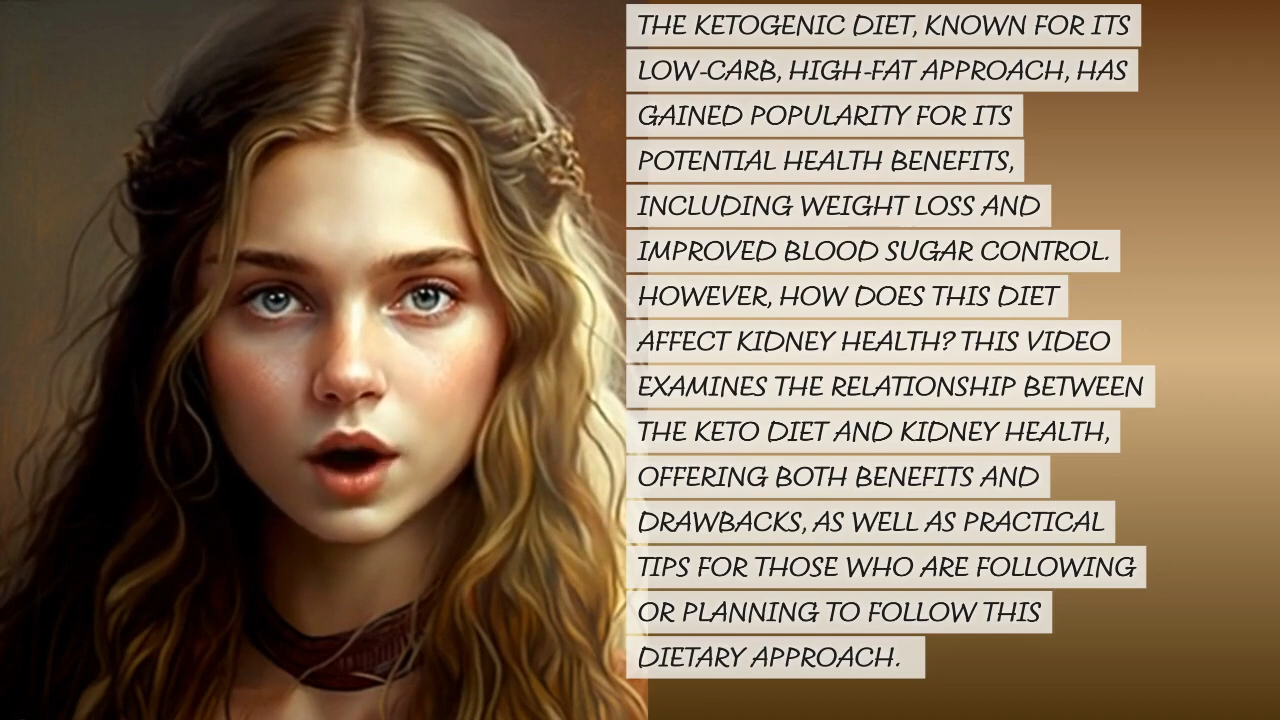 THE KETOGENIC DIET, KNOWN FOR ITS
LOW-CARB, HIGH-FAT APPROACH, HAS
GAINED POPULARITY FOR ITS
POTENTIAL HEALTH BENEFITS,
INCLUDING WEIGHT LOSS AND
IMPROVED BLOOD SUGAR CONTROL.
HOWEVER, HOW DOES THIS DIET
AFFECT KIDNEY HEALTH? THIS VIDEO
EXAMINES THE RELATIONSHIP BETWEEN
THE KETO DIET AND KIDNEY HEALTH,
OFFERING BOTH BENEFITS AND
DRAWBACKS, AS WELL AS PRACTICAL
TIPS FOR THOSE WHO ARE FOLLOWING
OR PLANNING TO FOLLOW THIS
DIETARY APPROACH.